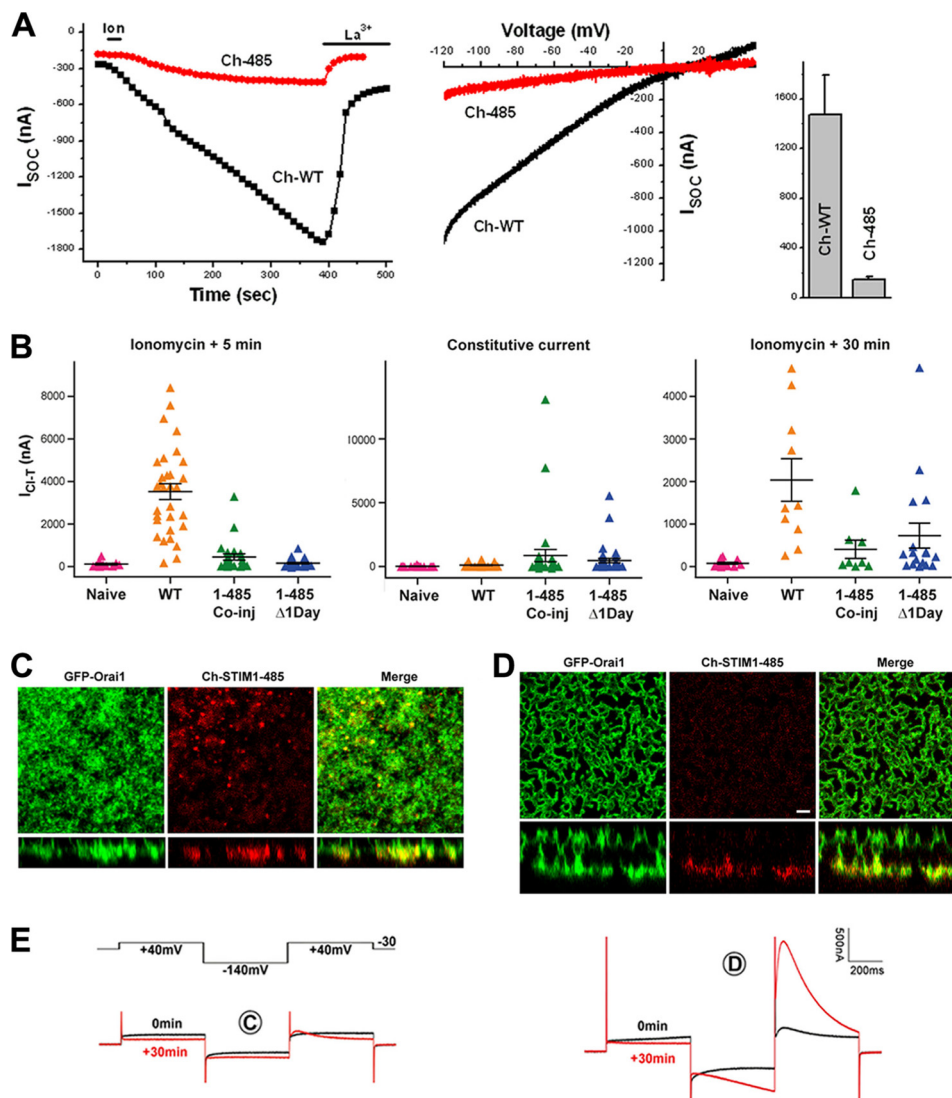 A
Ion
La3+
0
-300
-600
-900
-1200
-1500
-1800
ISOC (nA)
Ch-485
Ch-WT
0 100 200 300 400 500
Time (sec)
Voltage (mV)
-120 -100 -80 -60 -40 -20 20
Ch-485
Ch-WT
-200
-400
-600
-800
-1000
-1200
ISOC (nA)
1600
1200
800
400
0
Ch-WT
Ch-485
B
Ionomycin + 5 min
Constitutive current
Ionomycin + 30 min
ICl-T (nA)
8000
6000
4000
2000
0
10000
5000
0
4000
3000
2000
1000
0
Naive WT 1-485 1-485
Co-inj Δ1Day
Naive WT 1-485 1-485
Co-inj Δ1Day
Naive WT 1-485 1-485
Co-inj Δ1Day
C
GFP-Orai1 Ch-STIM1-485 Merge
D
GFP-Orai1 Ch-STIM1-485 Merge
E
+40mV
-140mV
+40mV
-30
0min
C
+30min
D
500nA
200ms
0min
+30min